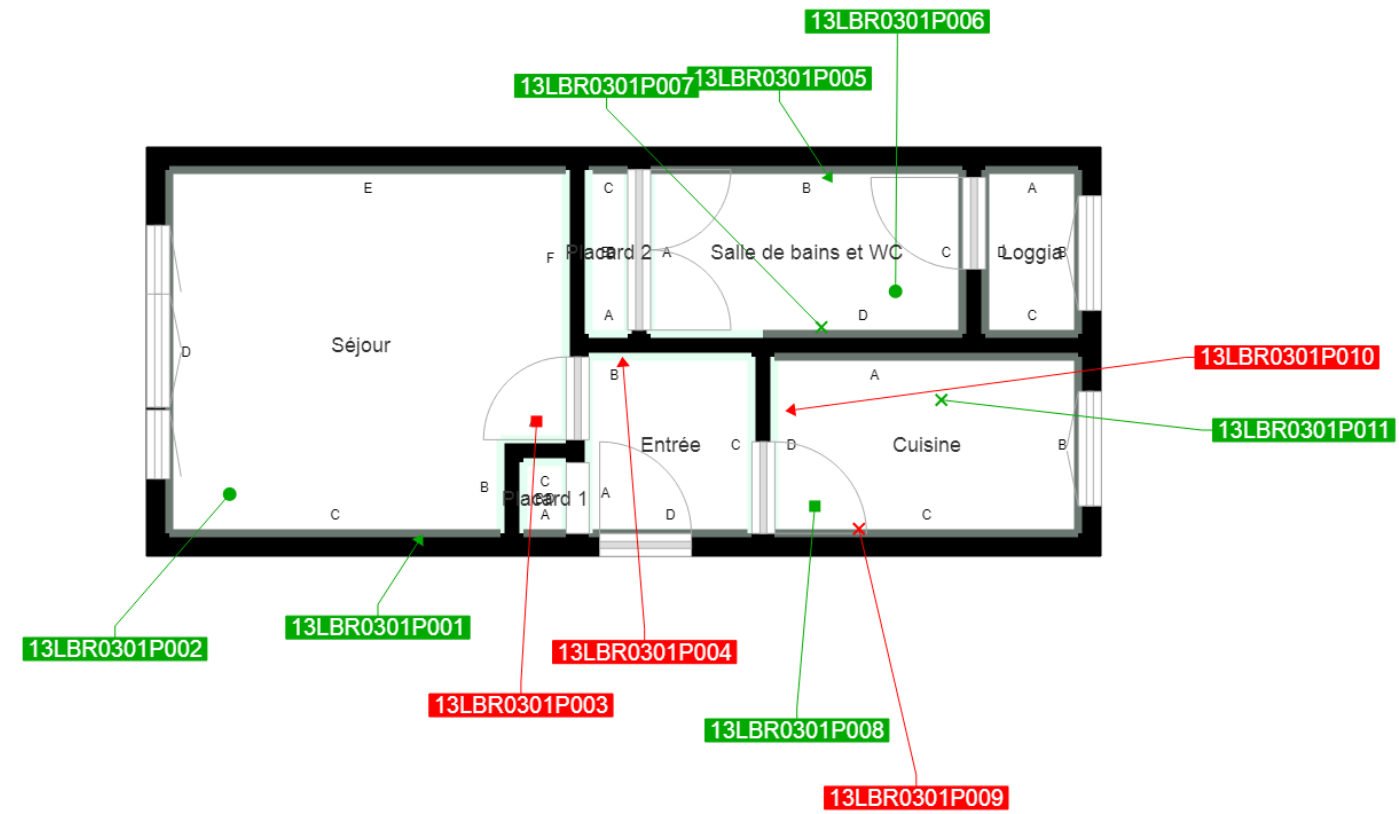 13LBR0301P006
13LBR0301P007
13LBR0301P005
E
C
B
A
F
Placard 2
A
Salle de bains et WC
C
D
Loggia
B
A
D
C
Séjour
D
B
A
13LBR0301P010
13LBR0301P011
Entrée
C
D
Cuisine
B
B
C
Placard 1
A
A
C
D
C
13LBR0301P001
13LBR0301P002
13LBR0301P004
13LBR0301P003
13LBR0301P008
13LBR0301P009